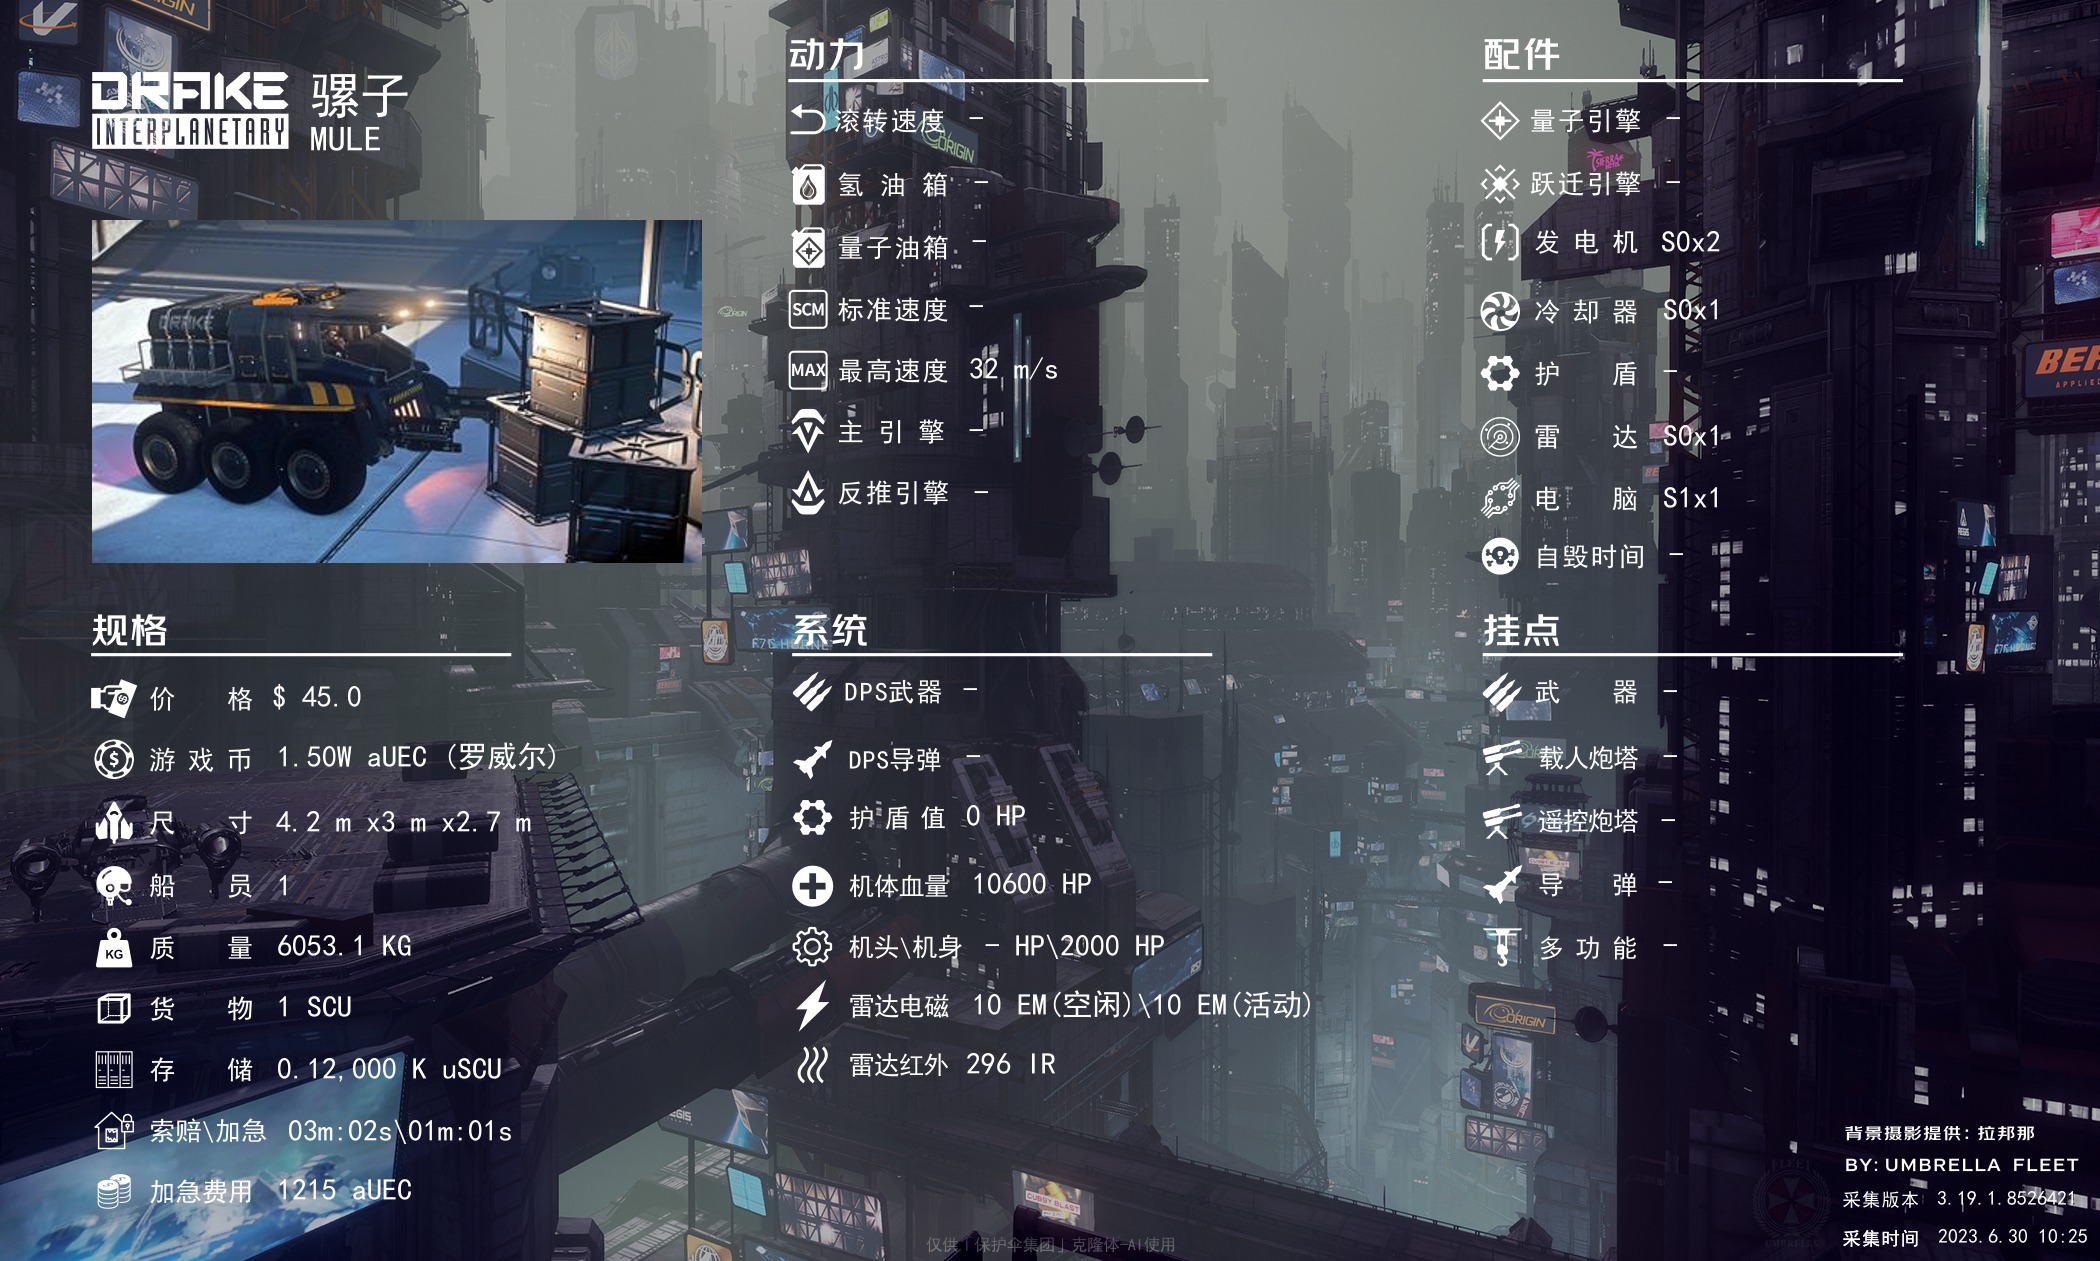 DRAKE
INTERPLANETARY
骡子
MULE
DRAKE
规格
价格 $ 45.0
游戏币 1.50W aUEC (罗威尔)
尺寸 4.2 m x3 m x2.7 m
船员 1
质量 6053.1 KG
货物 1 SCU
存储 0.12,000 K uSCU
索赔\加急 03m:02s\01m:01s
加急费用 1215 aUEC
动力
滚转速度 -
氢油箱 -
量子油箱 -
SCM 标准速度 -
MAX 最高速度 32 m/s
主引擎 -
反推引擎 -
系统
DPS武器 -
DPS导弹 -
护盾值 0 HP
机体血量 10600 HP
机头\机身 - HP\2000 HP
雷达电磁 10 EM(空闲)\10 EM(活动)
雷达红外 296 IR
配件
量子引擎 -
跃迁引擎 -
发电机 S0x2
冷却器 S0x1
护盾 -
雷达 S0x1
电脑 S1x1
自毁时间 -
挂点
武器 -
载人炮塔 -
遥控炮塔 -
导弹 -
多功能 -
ORIGIN
SIERRA
ORIGIN
CUBBY BLAST
背景摄影提供: 拉邦那
BY: UMBRELLA FLEET
采集版本 3.19.1.8526421
采集时间 2023.6.30 10:25
仅供 | 保护伞集团 | 克隆体-AI使用